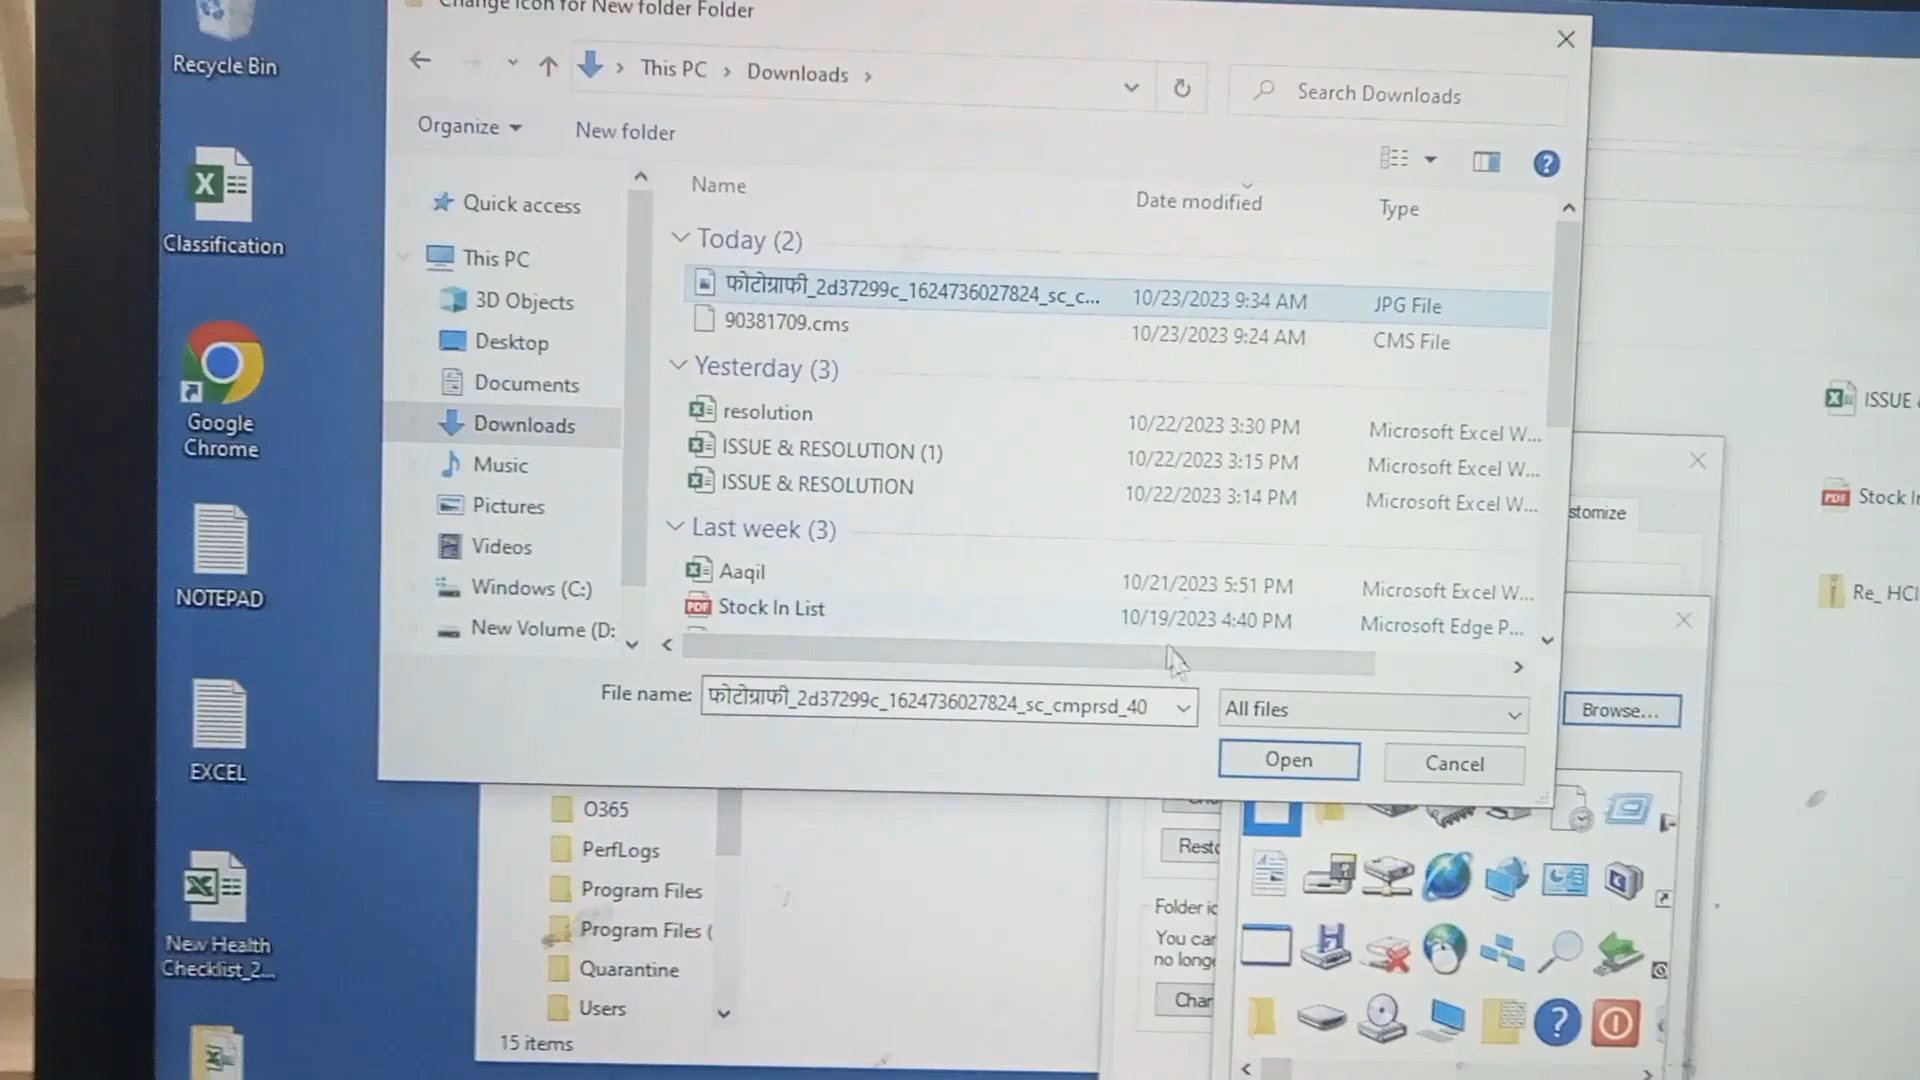 Change Icon for New folder Folder
Recycle Bin
Classification
Google
Chrome
NOTEPAD
EXCEL
New Health
Checklist_2...
This PC
Downloads
Search Downloads
Organize
New folder
Quick access
This PC
3D Objects
Desktop
Documents
Downloads
Music
Pictures
Videos
Windows (C:)
New Volume (D:
Name
Date modified
Type
Today (2)
फोटोग्राफी_2d37299c_1624736027824_sc_c... 10/23/2023 9:34 AM JPG File
90381709.cms 10/23/2023 9:24 AM CMS File
Yesterday (3)
resolution 10/22/2023 3:30 PM Microsoft Excel W...
ISSUE & RESOLUTION (1) 10/22/2023 3:15 PM Microsoft Excel W...
ISSUE & RESOLUTION 10/22/2023 3:14 PM Microsoft Excel W...
Last week (3)
Aaqil 10/21/2023 5:51 PM Microsoft Excel W...
Stock In List 10/19/2023 4:40 PM Microsoft Edge P...
File name: फोटोग्राफी_2d37299c_1624736027824_sc_cmprsd_40
All files
Open
Cancel
ISSUE &
Stock In
Re_ HCI
stomize
Browse...
O365
PerfLogs
Program Files
Program Files (
Quarantine
Users
15 items
Resto
Folder ic
You can
no longe
Char